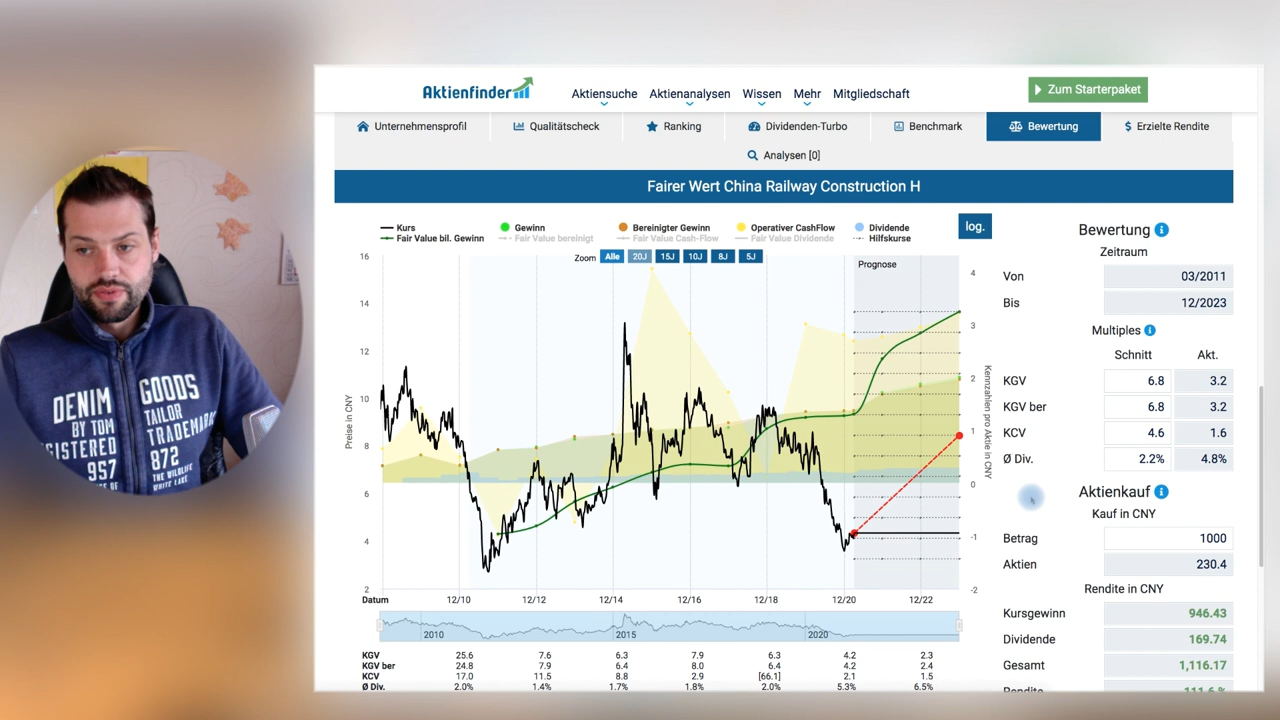 Aktienfinder
Aktiensuche Aktienanalysen Wissen Mehr Mitgliedschaft
Zum Starterpaket
Unternehmensprofil Qualitätscheck Ranking Dividenden-Turbo Benchmark Bewertung Erzielte Rendite
Analysen [0]
Fairer Wert China Railway Construction H
Kurs Gewinn Bereinigter Gewinn Operativer CashFlow Dividende
Fair Value bil. Gewinn Fair Value bereinigt Fair Value Cash-Flow Fair Value Dividende Hilfskurse
log.
Zoom Alle 20J 15J 10J 8J 5J
Prognose
16
14
12
10
8
6
4
2
Preise in CNY
4
3
2
1
0
-1
-2
Kennzahlen pro Aktie in CNY
Datum 12/10 12/12 12/14 12/16 12/18 12/20 12/22
2010 2015 2020
KGV 25.6 7.6 6.3 7.9 6.3 4.2 2.3
KGV ber 24.8 7.9 6.4 8.0 6.4 4.2 2.4
KCV 17.0 11.5 8.8 2.9 [66.1] 2.1 1.5
Ø Div. 2.0% 1.4% 1.7% 1.8% 2.0% 5.3% 6.5%
Bewertung
Zeitraum
Von 03/2011
Bis 12/2023
Multiples
Schnitt Akt.
KGV 6.8 3.2
KGV ber 6.8 3.2
KCV 4.6 1.6
Ø Div. 2.2% 4.8%
Aktienkauf
Kauf in CNY
Betrag 1000
Aktien 230.4
Rendite in CNY
Kursgewinn 946.43
Dividende 169.74
Gesamt 1,116.17
Rendite 111.6 %
DENIM GOODS
BY TOM TAILOR
REGISTERED TRADEMARK
957 872
THE WILDLIFE
WHITE LAKE